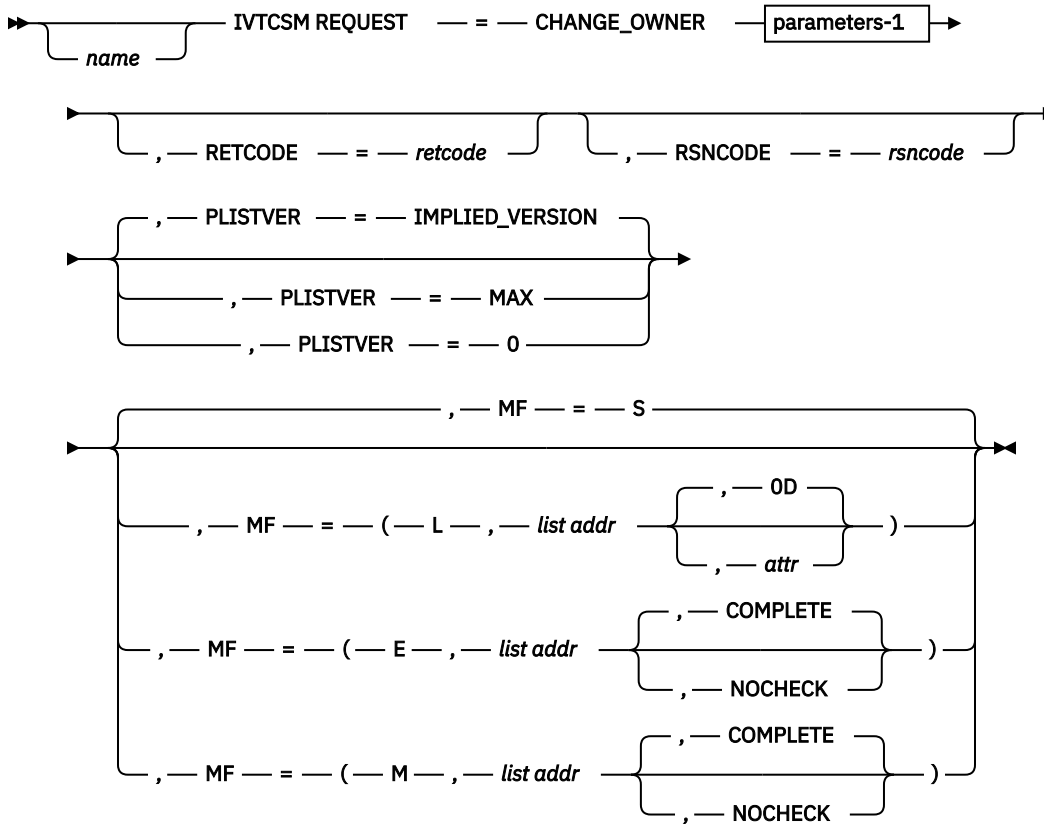 IVTCSM REQUEST = CHANGE_OWNER parameters-1
name
, RETCODE = retcode , RSNCODE = rsncode
, PLISTVER = IMPLIED_VERSION
, PLISTVER = MAX
, PLISTVER = 0
, MF = S
, 0D
, MF = ( L , list addr )
, attr
, COMPLETE
, MF = ( E , list addr )
, NOCHECK
, COMPLETE
, MF = ( M , list addr )
, NOCHECK